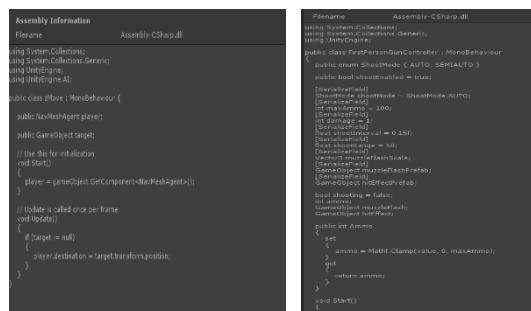 Assembly Information
Filename Assembly-CSharp.dll
using System.Collections;
using System.Collections.Generic;
using UnityEngine;
using UnityEngine.AI;
public class zMove : MonoBehaviour {
public NavMeshAgent player;
public GameObject target;
// Use this for initialization
void Start()
{
player = gameObject.GetComponent<NavMeshAgent>();
}
// Update is called once per frame
void Update()
{
if (target != null)
{
player.destination = target.transform.position;
}
}
}
Filename Assembly-CSharp.dll
using System.Collections;
using System.Collections.Generic;
using UnityEngine;
public class FirstPersonGunController : MonoBehaviour
{
public enum ShootMode { AUTO, SEMIAUTO }
public bool shootEnabled = true;
[SerializeField]
ShootMode shootMode = ShootMode.AUTO;
[SerializeField]
int maxAmmo = 100;
[SerializeField]
int damage = 1;
[SerializeField]
float shootInterval = 0.15f;
[SerializeField]
float shootRange = 50;
[SerializeField]
Vector3 muzzleFlashScale;
[SerializeField]
GameObject muzzleFlashPrefab;
[SerializeField]
GameObject hitEffectPrefab;
bool shooting = false;
int ammo;
GameObject muzzleFlash;
GameObject hitEffect;
public int Ammo
{
set
{
ammo = Mathf.Clamp(value, 0, maxAmmo);
}
get
{
return ammo;
}
}
void Start()
{